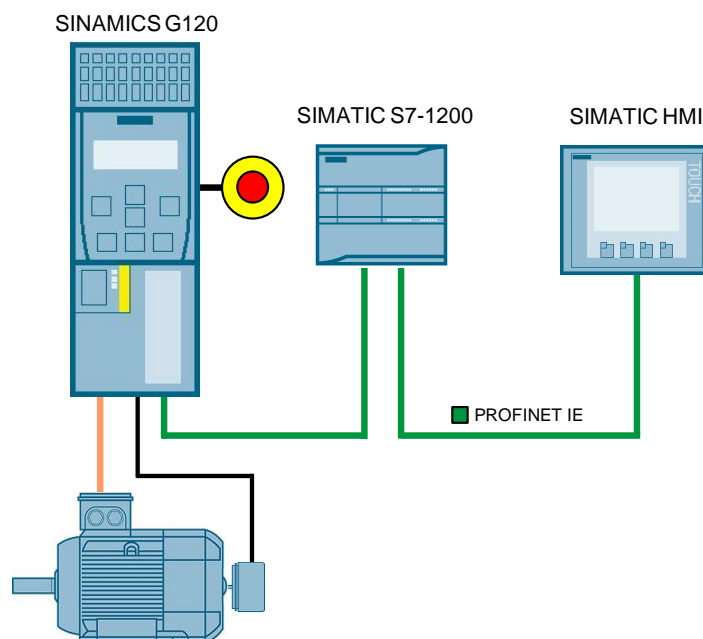 SINAMICS G120
SIMATIC S7-1200
SIMATIC HMI
TOUCH
PROFINET IE